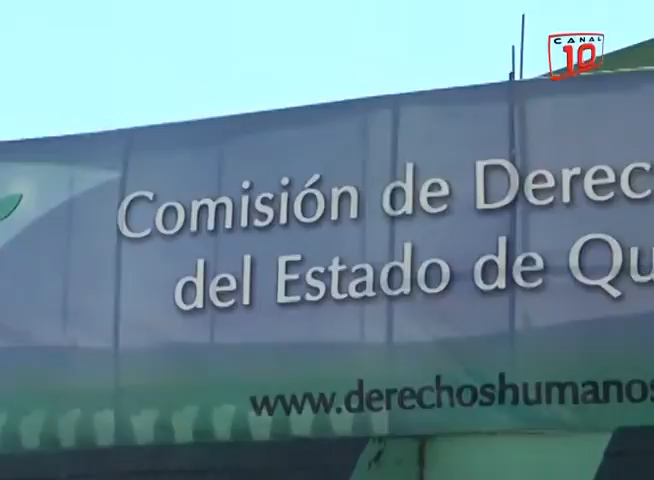 CANAL
10
Comisión de Derec
del Estado de Qu
www.derechoshumanos